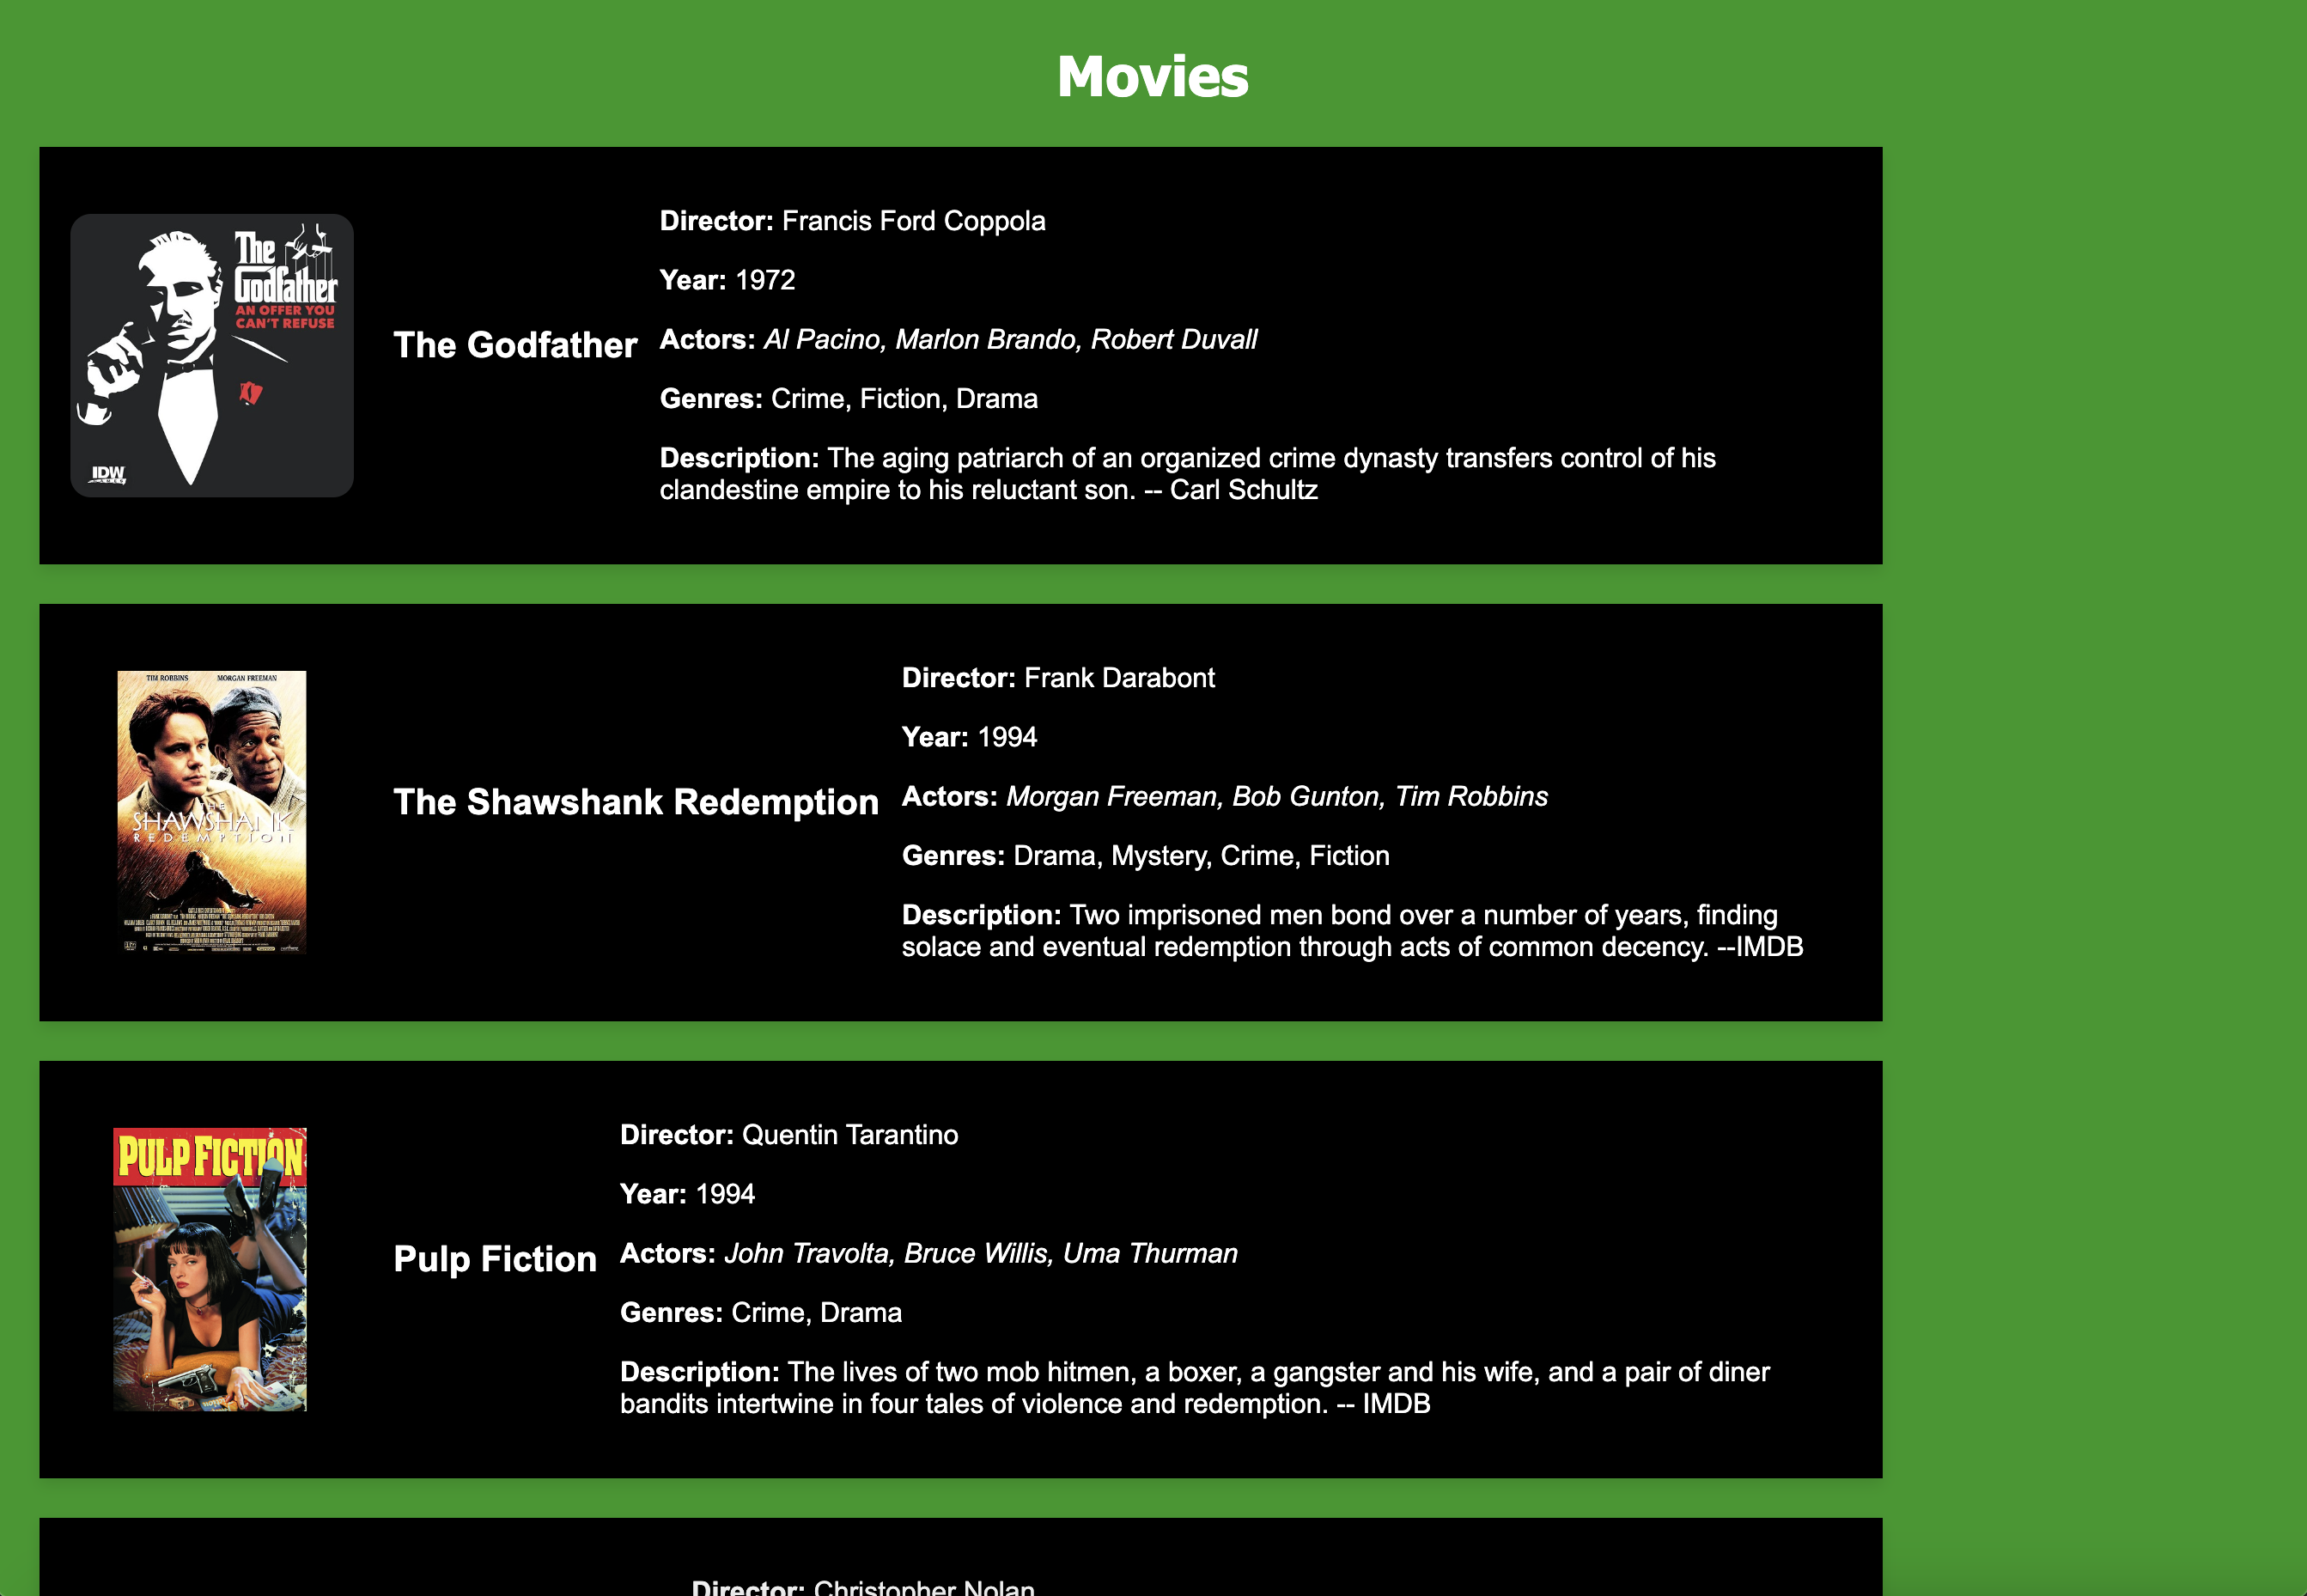 Movies
The
Godfather
AN OFFER YOU
CAN'T REFUSE
IDW
GAMES
The Godfather
Director: Francis Ford Coppola
Year: 1972
Actors: Al Pacino, Marlon Brando, Robert Duvall
Genres: Crime, Fiction, Drama
Description: The aging patriarch of an organized crime dynasty transfers control of his
clandestine empire to his reluctant son. -- Carl Schultz
TIM ROBBINS MORGAN FREEMAN
THE
SHAWSHANK
REDEMPTION
The Shawshank Redemption
Director: Frank Darabont
Year: 1994
Actors: Morgan Freeman, Bob Gunton, Tim Robbins
Genres: Drama, Mystery, Crime, Fiction
Description: Two imprisoned men bond over a number of years, finding
solace and eventual redemption through acts of common decency. --IMDB
PULP FICTION
Pulp Fiction
Director: Quentin Tarantino
Year: 1994
Actors: John Travolta, Bruce Willis, Uma Thurman
Genres: Crime, Drama
Description: The lives of two mob hitmen, a boxer, a gangster and his wife, and a pair of diner
bandits intertwine in four tales of violence and redemption. -- IMDB
Director: Christopher Nolan